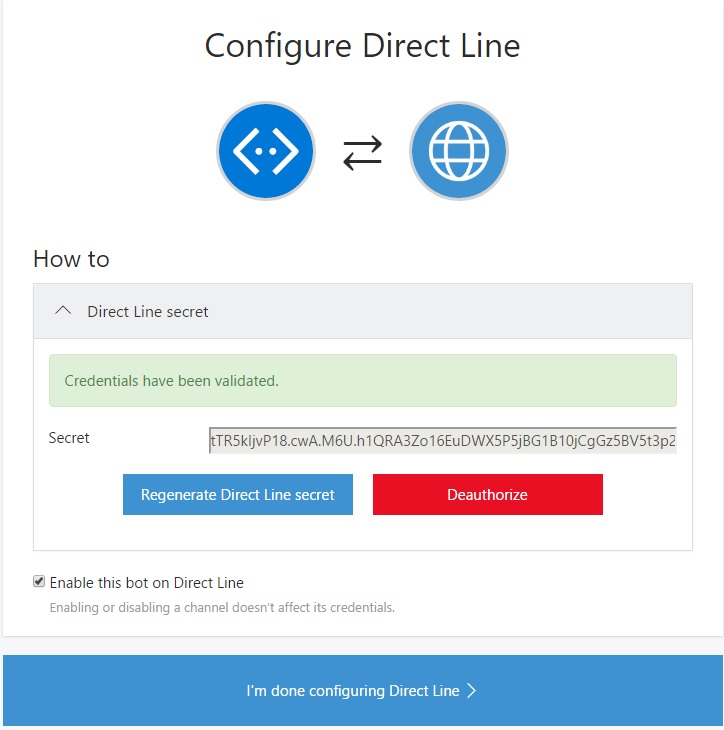 Configure Direct Line
How to
Direct Line secret
Credentials have been validated.
Secret
tTR5kIjvP18.cwA.M6U.h1QRA3Zo16EuDWX5P5jBG1B10jCgGz5BV5t3p2
Regenerate Direct Line secret
Deauthorize
Enable this bot on Direct Line
Enabling or disabling a channel doesn't affect its credentials.
I'm done configuring Direct Line